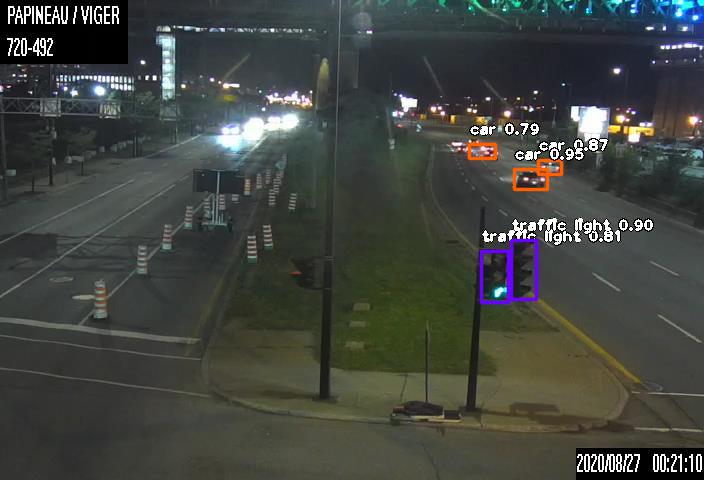 PAPINEAU / VIGER
720-492
car 0.79
car 0.87
car 0.95
traffic light 0.90
traffic light 0.81
2020/08/27 00:21:10